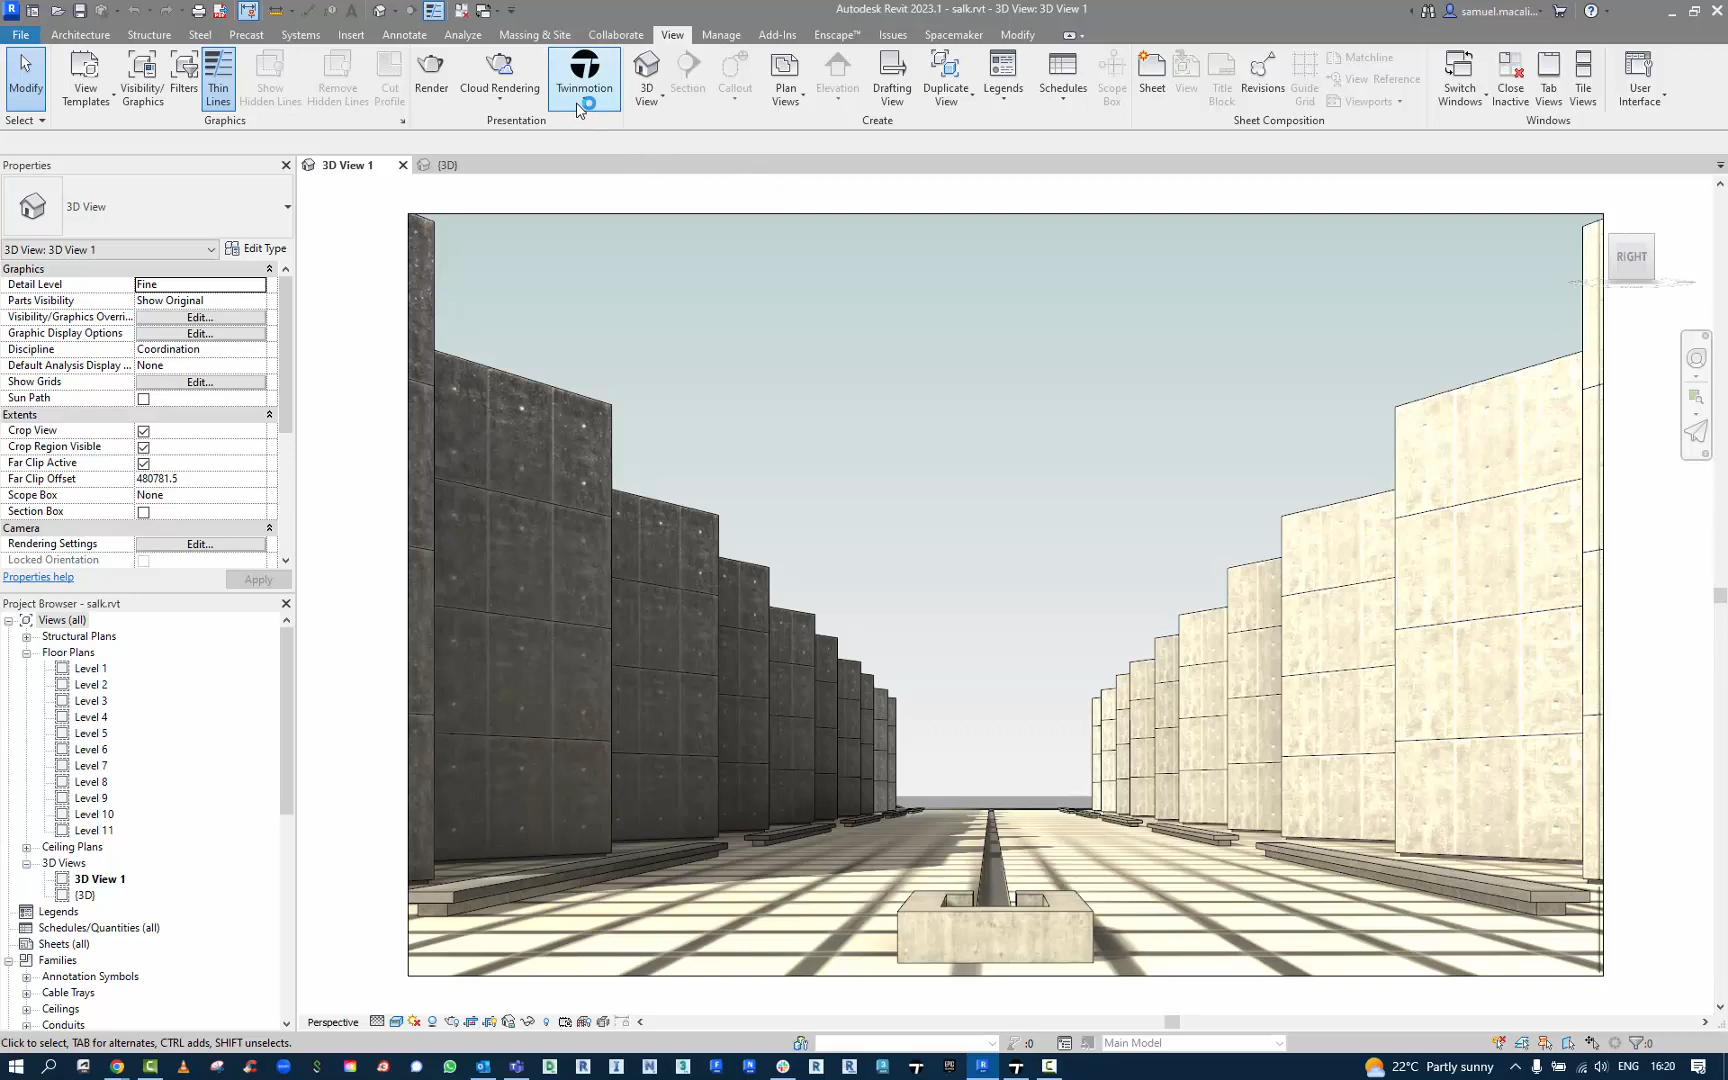 Autodesk Revit 2023.1 - salk.rvt - 3D View: 3D View 1
samuel.macali...
File Architecture Structure Steel Precast Systems Insert Annotate Analyze Massing & Site Collaborate View Manage Add-Ins Enscape™ Issues Spacemaker Modify
Modify
View Templates
Visibility/ Graphics
Filters
Thin Lines
Show Hidden Lines
Remove Hidden Lines
Cut Profile
Render
Cloud Rendering
Twinmotion
3D View
Section
Callout
Plan Views
Elevation
Drafting View
Duplicate View
Legends
Schedules
Scope Box
Sheet
View
Title Block
Revisions
Guide Grid
Matchline
View Reference
Viewports
Switch Windows
Close Inactive
Tab Views
Tile Views
User Interface
Select
Graphics
Presentation
Create
Sheet Composition
Windows
Properties
3D View 1
{3D}
3D View
3D View: 3D View 1
Edit Type
Graphics
Detail Level Fine
Parts Visibility Show Original
Visibility/Graphics Overri... Edit...
Graphic Display Options Edit...
Discipline Coordination
Default Analysis Display ... None
Show Grids Edit...
Sun Path
Extents
Crop View
Crop Region Visible
Far Clip Active
Far Clip Offset 480781.5
Scope Box None
Section Box
Camera
Rendering Settings Edit...
Locked Orientation
Properties help
Apply
RIGHT
Project Browser - salk.rvt
Views (all)
Structural Plans
Floor Plans
Level 1
Level 2
Level 3
Level 4
Level 5
Level 6
Level 7
Level 8
Level 9
Level 10
Level 11
Ceiling Plans
3D Views
3D View 1
{3D}
Legends
Schedules/Quantities (all)
Sheets (all)
Families
Annotation Symbols
Cable Trays
Ceilings
Conduits
Perspective
Click to select, TAB for alternates, CTRL adds, SHIFT unselects.
:0
Main Model
:0
22°C Partly sunny
ENG
16:20